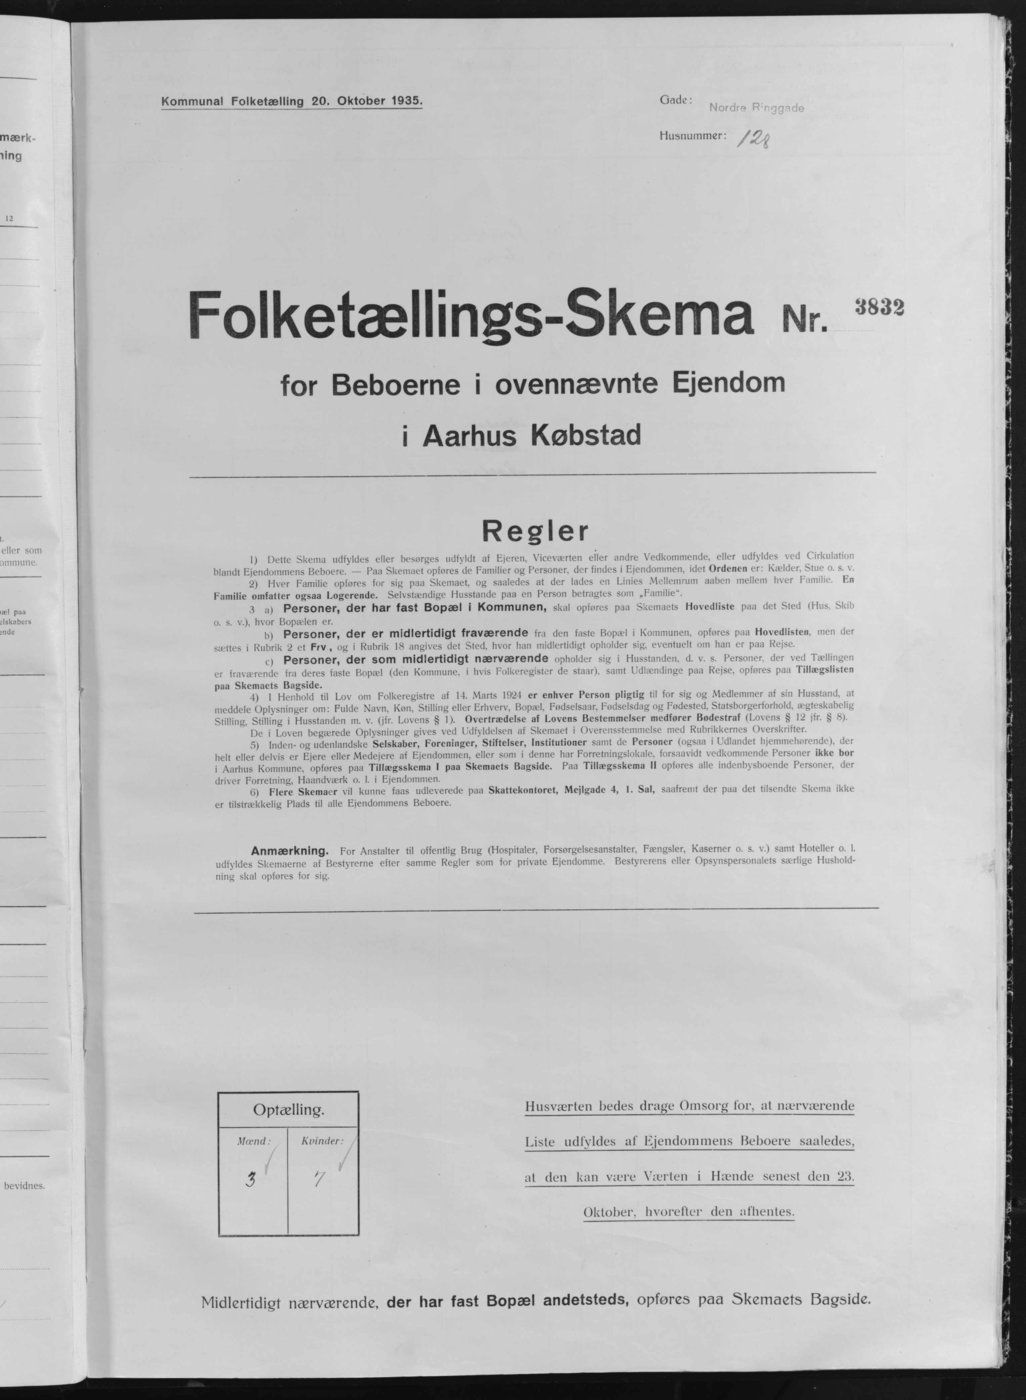 mærk-
ning
12
eller som
ommune.
pæl paa
elskabers
ende
bevidnes.
Kommunal Folketælling 20. Oktober 1935.
Gade: Nordre Ringgade
Husnummer: 128
Folketællings-Skema Nr. 3832
for Beboerne i ovennævnte Ejendom
i Aarhus Købstad
Regler
1) Dette Skema udfyldes eller besørges udfyldt af Ejeren, Viceværten eller andre Vedkommende, eller udfyldes ved Cirkulation
blandt Ejendommens Beboere. — Paa Skemaet opføres de Familier og Personer, der findes i Ejendommen, idet Ordenen er: Kælder, Stue o. s. v.
2) Hver Familie opføres for sig paa Skemaet, og saaledes at der lades en Linies Mellemrum aaben mellem hver Familie. En
Familie omfatter ogsaa Logerende. Selvstændige Husstande paa en Person betragtes som „Familie“.
3 a) Personer, der har fast Bopæl i Kommunen, skal opføres paa Skemaets Hovedliste paa det Sted (Hus, Skib
o. s. v.), hvor Bopælen er.
b) Personer, der er midlertidigt fraværende fra den faste Bopæl i Kommunen, opføres paa Hovedlisten, men der
sættes i Rubrik 2 et Frv., og i Rubrik 18 angives det Sted, hvor han midlertidigt opholder sig, eventuelt om han er paa Rejse.
c) Personer, der som midlertidigt nærværende opholder sig i Husstanden, d. v. s. Personer, der ved Tællingen
er fraværende fra deres faste Bopæl (den Kommune, i hvis Folkeregister de staar), samt Udlændinge paa Rejse, opføres paa Tillægslisten
paa Skemaets Bagside.
4) I Henhold til Lov om Folkeregistre af 14. Marts 1924 er enhver Person pligtig til for sig og Medlemmer af sin Husstand, at
meddele Oplysninger om: Fulde Navn, Køn, Stilling eller Erhverv, Bopæl, Fødselsaar, Fødselsdag og Fødested, Statsborgerforhold, ægteskabelig
Stilling, Stilling i Husstanden m. v. (jfr. Lovens § 1). Overtrædelse af Lovens Bestemmelser medfører Bødestraf (Lovens § 12 jfr. § 8).
De i Loven begærede Oplysninger gives ved Udfyldelsen af Skemaet i Overensstemmelse med Rubrikkernes Overskrifter.
5) Inden- og udenlandske Selskaber, Foreninger, Stiftelser, Institutioner samt de Personer (ogsaa i Udlandet hjemmehørende), der
helt eller delvis er Ejere eller Medejere af Ejendommen, eller som i denne har Forretningslokale, forsaavidt vedkommende Personer ikke bor
i Aarhus Kommune, opføres paa Tillægsskema I paa Skemaets Bagside. Paa Tillægsskema II opføres alle indenbysboende Personer, der
driver Forretning, Haandværk o. l. i Ejendommen.
6) Flere Skemaer vil kunne faas udleverede paa Skattekontoret, Mejlgade 4, 1. Sal, saafremt der paa det tilsendte Skema ikke
er tilstrækkelig Plads til alle Ejendommens Beboere.
Anmærkning. For Anstalter til offentlig Brug (Hospitaler, Forsørgelsesanstalter, Fængsler, Kaserner o. s. v.) samt Hoteller o. l.
udfyldes Skemaerne af Bestyrerne efter samme Regler som for private Ejendomme. Bestyrerens eller Opsynspersonalets særlige Hushold-
ning skal opføres for sig.
Optælling.
Mænd: Kvinder:
3 7
Husværten bedes drage Omsorg for, at nærværende
Liste udfyldes af Ejendommens Beboere saaledes,
at den kan være Værten i Hænde senest den 23.
Oktober, hvorefter den afhentes.
Midlertidigt nærværende, der har fast Bopæl andetsteds, opføres paa Skemaets Bagside.